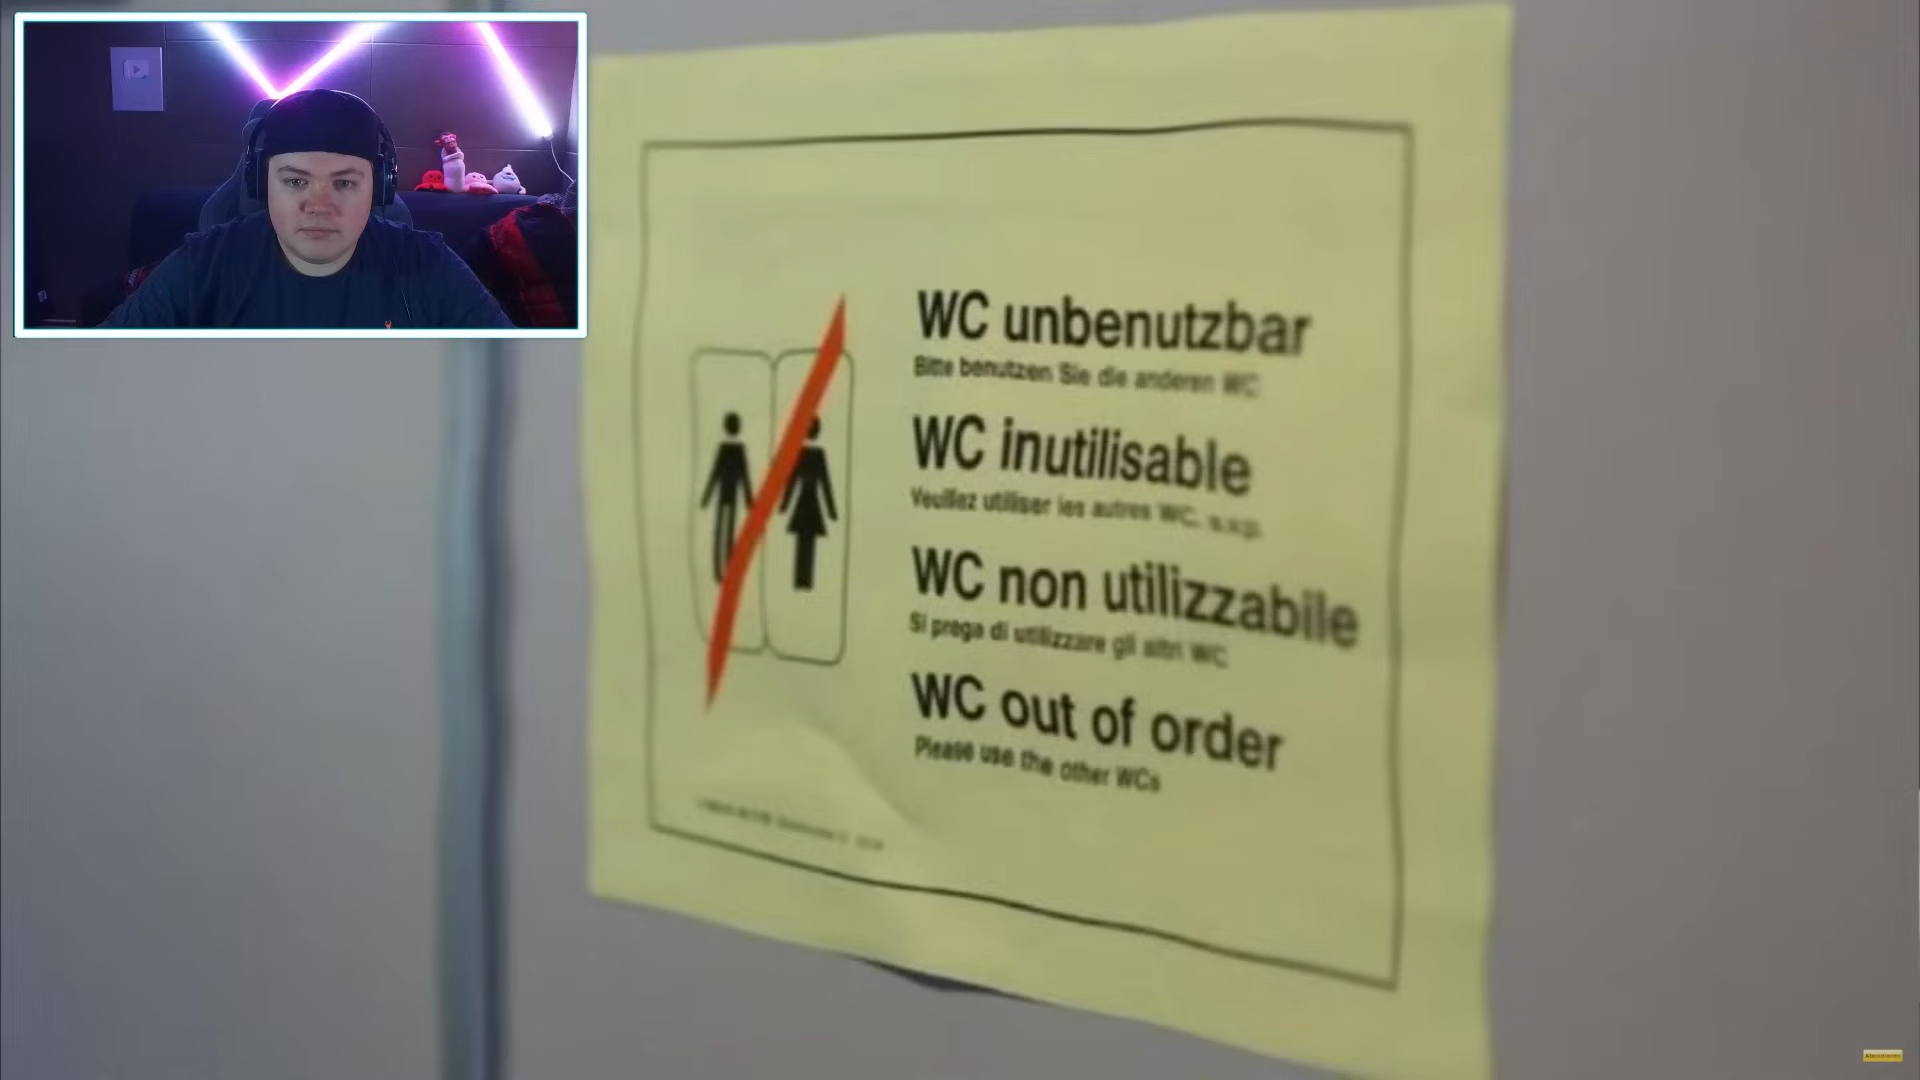 WC unbenutzbar
Bitte benutzen Sie die anderen WC
WC inutilisable
Veuillez utiliser les autres WC, s.v.p.
WC non utilizzabile
Si prega di utilizzare gli altri WC
WC out of order
Please use the other WCs
Abonnieren